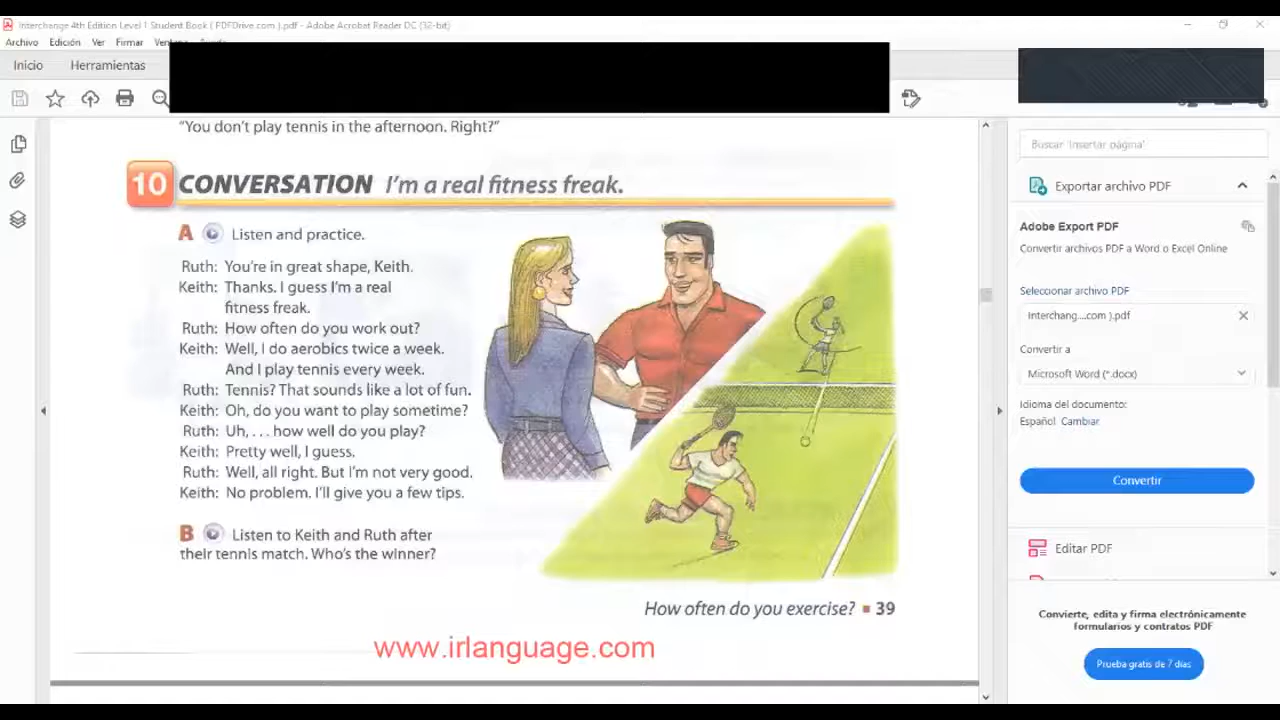 Interchange 4th Edition Level 1 Student Book ( PDFDrive.com ).pdf - Adobe Acrobat Reader DC (32-bit)
Archivo Edición Ver Firmar
Inicio Herramientas
"You don't play tennis in the afternoon. Right?"
10 CONVERSATION I'm a real fitness freak.
A Listen and practice.
Ruth: You're in great shape, Keith.
Keith: Thanks. I guess I'm a real
fitness freak.
Ruth: How often do you work out?
Keith: Well, I do aerobics twice a week.
And I play tennis every week.
Ruth: Tennis? That sounds like a lot of fun.
Keith: Oh, do you want to play sometime?
Ruth: Uh, . . . how well do you play?
Keith: Pretty well, I guess.
Ruth: Well, all right. But I'm not very good.
Keith: No problem. I'll give you a few tips.
B Listen to Keith and Ruth after
their tennis match. Who's the winner?
How often do you exercise? ■ 39
www.irlanguage.com
Buscar 'Insertar página'
Exportar archivo PDF
Adobe Export PDF
Convertir archivos PDF a Word o Excel Online
Seleccionar archivo PDF
Interchang....com ).pdf
Convertir a
Microsoft Word (*.docx)
Idioma del documento:
Español Cambiar
Convertir
Editar PDF
Convierte, edita y firma electrónicamente
formularios y contratos PDF
Prueba gratis de 7 días